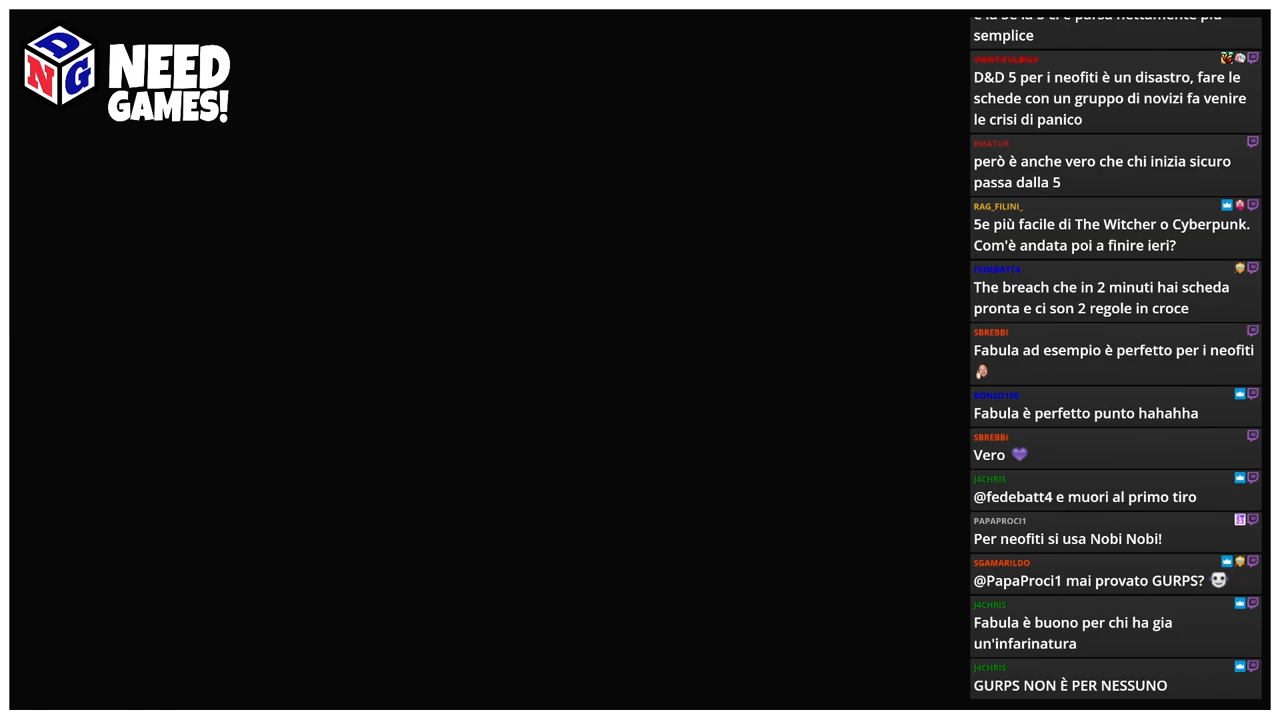 D
N
G
NEED
GAMES!
semplice
D&D 5 per i neofiti è un disastro, fare le
schede con un gruppo di novizi fa venire
le crisi di panico
EMATUR
però è anche vero che chi inizia sicuro
passa dalla 5
RAG_FILINI_
5e più facile di The Witcher o Cyberpunk.
Com'è andata poi a finire ieri?
FEDEBATT4
The breach che in 2 minuti hai scheda
pronta e ci son 2 regole in croce
SBREBBI
Fabula ad esempio è perfetto per i neofiti
BONZO100
Fabula è perfetto punto hahahha
SBREBBI
Vero
J4CHRIS
@fedebatt4 e muori al primo tiro
PAPAPROCI1
Per neofiti si usa Nobi Nobi!
SGAMARILDO
@PapaProci1 mai provato GURPS?
J4CHRIS
Fabula è buono per chi ha gia
un'infarinatura
J4CHRIS
GURPS NON È PER NESSUNO